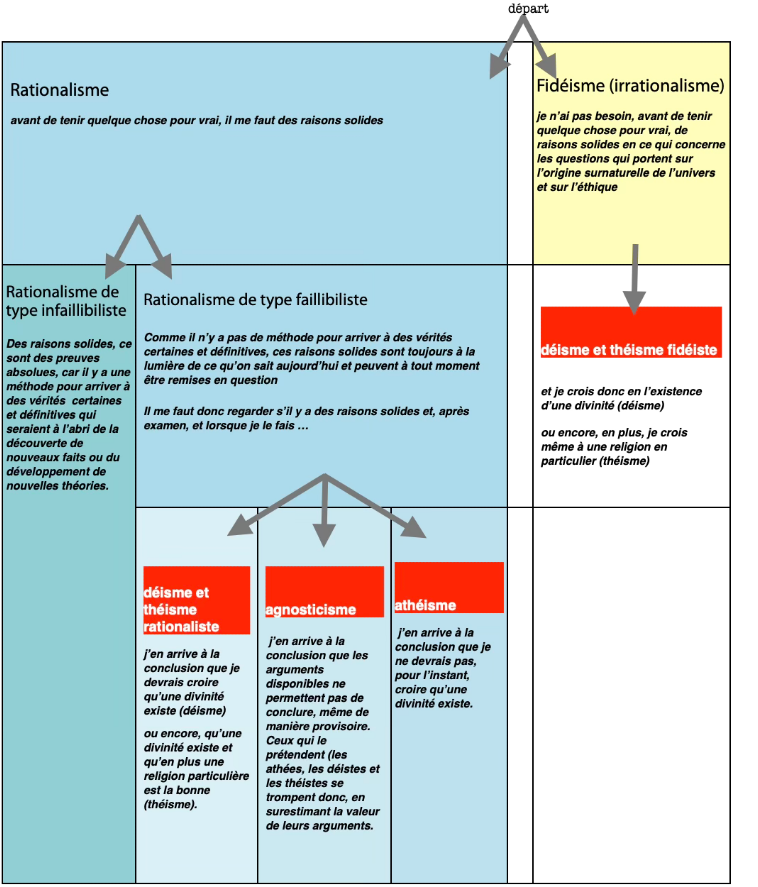 départ
Rationalisme
avant de tenir quelque chose pour vrai, il me faut des raisons solides
Fidéisme (irrationalisme)
je n'ai pas besoin, avant de tenir
quelque chose pour vrai, de
raisons solides en ce qui concerne
les questions qui portent sur
l'origine surnaturelle de l'univers
et sur l'éthique
Rationalisme de
type infaillibiliste
Des raisons solides, ce
sont des preuves
absolues, car il y a une
méthode pour arriver à
des vérités certaines
et définitives qui
seraient à l'abri de la
découverte de
nouveaux faits ou du
développement de
nouvelles théories.
Rationalisme de type faillibiliste
Comme il n'y a pas de méthode pour arriver à des vérités
certaines et définitives, ces raisons solides sont toujours à la
lumière de ce qu'on sait aujourd'hui et peuvent à tout moment
être remises en question
Il me faut donc regarder s'il y a des raisons solides et, après
examen, et lorsque je le fais ...
déisme et théisme fidéiste
et je crois donc en l'existence
d'une divinité (déisme)
ou encore, en plus, je crois
même à une religion en
particulier (théisme)
déisme et
théisme
rationaliste
j'en arrive à la
conclusion que je
devrais croire
qu'une divinité
existe (déisme)
ou encore, qu'une
divinité existe et
qu'en plus une
religion particulière
est la bonne
(théisme).
agnosticisme
j'en arrive à la
conclusion que les
arguments
disponibles ne
permettent pas de
conclure, même de
manière provisoire.
Ceux qui le
prétendent (les
athées, les déistes et
les théistes se
trompent donc, en
surestimant la valeur
de leurs arguments.
athéisme
j'en arrive à la
conclusion que je
ne devrais pas,
pour l'instant,
croire qu'une
divinité existe.